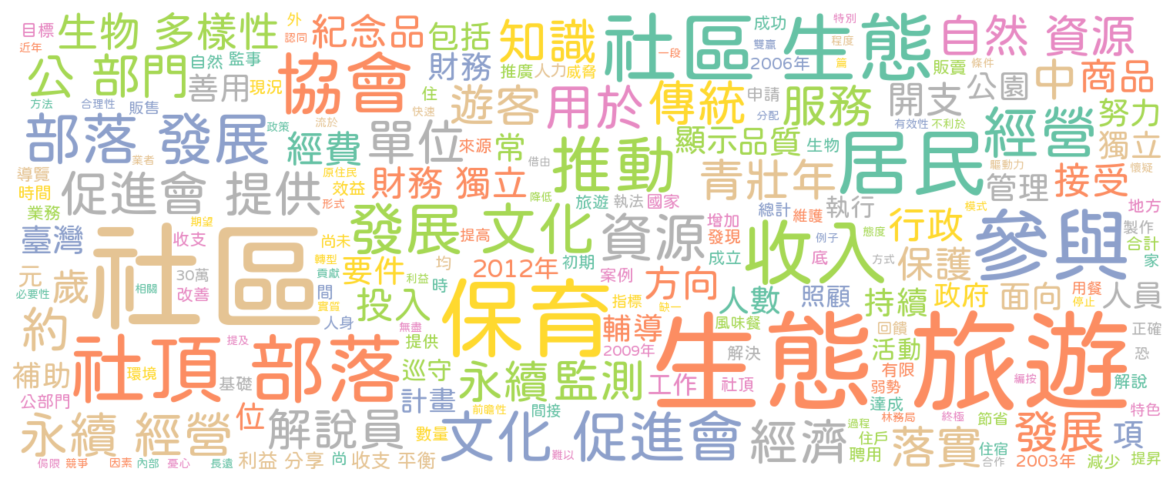 目標 生物 多樣性 外 紀念品 包括 知識 社區 生態 成功 特別 自然 資源
近年 認同 一段 雙贏 程度
公 部門 自然 監事 協會 財務 推廣 人力 威脅 2006年 篇 販賣 條件 中 商品
善用 現況 住 遊客 用於 傳統 申請 服務 開支 公園
方法 合理性 販售 流於 快速 分配 有效性 不利於 努力
部落 發展 政策 經費 單位 來源 常 推動 顯示 品質 生物 居民 經營 獨立
業者 借由 驅動力 懷疑
導覽 時間 促進會 提供 原住民 效益 財務 獨立 降低 旅遊 執法 國家 青壯年 管理 接受
業務 期望 形式 總計 維護 執行 地方
臺灣 收支 尚未 發展 文化 提高 資源 增加 發現 成立 例子 態度 模式 行政 參與 製作 合計 家
元 歲 社區 30萬 轉型 貢獻 要件 均 2012年 初期 案例 方向 底 收入 方式 保護
必要性 相關 改善 間 利益 時 保育 指標 缺一 人數 照顧 持續 政府 面向 用餐 停止 人員
約 人身 實質 投入 無盡 輔導 風味餐 生態 旅遊 回饋 正確
社頂 部落 提及 提供 2009年 解決 活動 恐
補助 環境 基礎 巡守 永續 監測 工作 社頂 有限 弱勢 編按 解說
公部門 計畫 前瞻性 間接 達成 林務局 終極 節省 特色
永續 經營 位 解說員 數量 文化 促進會 經濟 過程 住戶 落實 住宿 發展 項
侷限 競爭 因素 內部 憂心 長遠 利益 分享 尚 收支 平衡 難以 聘用 合作 2003年 減少 提昇